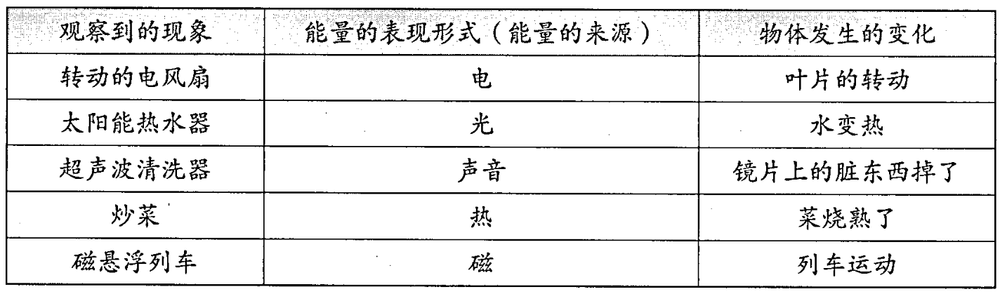 观察到的现象 能量的表现形式（能量的来源） 物体发生的变化
转动的电风扇 电 叶片的转动
太阳能热水器 光 水变热
超声波清洗器 声音 镜片上的脏东西掉了
炒菜 热 菜烧熟了
磁悬浮列车 磁 列车运动